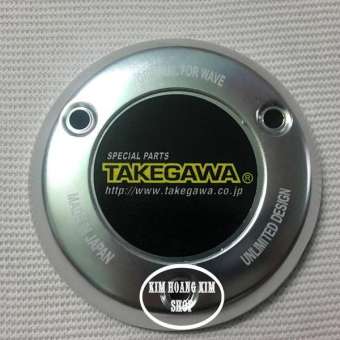 FOR WAVE
SPECIAL PARTS
TAKEGAWA®
http://www.takegawa.co.jp
MADE IN JAPAN
UNLIMITED DESIGN
KIM HOANG KIM
SHOP